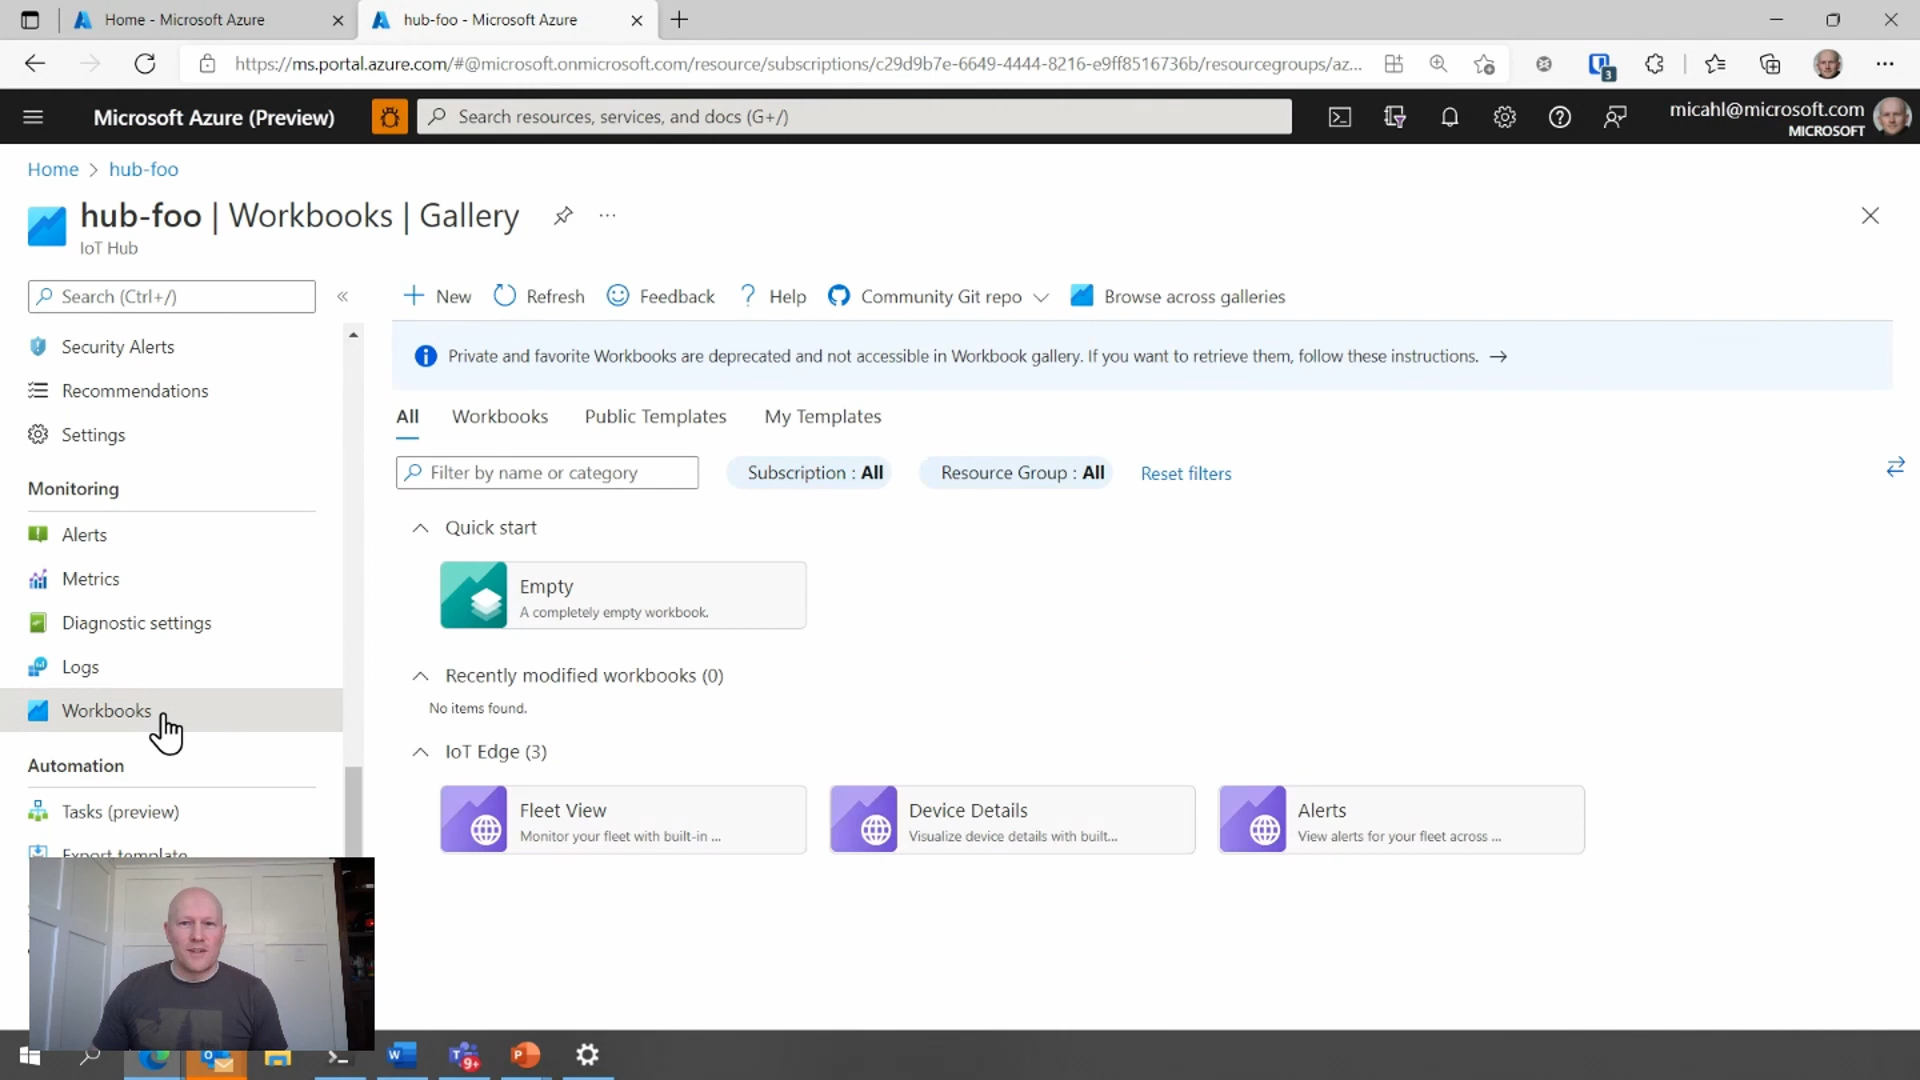 Home - Microsoft Azure
hub-foo - Microsoft Azure
https://ms.portal.azure.com/#@microsoft.onmicrosoft.com/resource/subscriptions/c29d9b7e-6649-4444-8216-e9ff8516736b/resourcegroups/az...
3
Microsoft Azure (Preview)
Search resources, services, and docs (G+/)
micahl@microsoft.com
MICROSOFT
Home > hub-foo
hub-foo | Workbooks | Gallery
IoT Hub
Search (Ctrl+/)
Security Alerts
Recommendations
Settings
Monitoring
Alerts
Metrics
Diagnostic settings
Logs
Workbooks
Automation
Tasks (preview)
Export template
New
Refresh
Feedback
Help
Community Git repo
Browse across galleries
Private and favorite Workbooks are deprecated and not accessible in Workbook gallery. If you want to retrieve them, follow these instructions. →
All
Workbooks
Public Templates
My Templates
Filter by name or category
Subscription : All
Resource Group : All
Reset filters
Quick start
Empty
A completely empty workbook.
Recently modified workbooks (0)
No items found.
IoT Edge (3)
Fleet View
Monitor your fleet with built-in ...
Device Details
Visualize device details with built...
Alerts
View alerts for your fleet across ...
9+